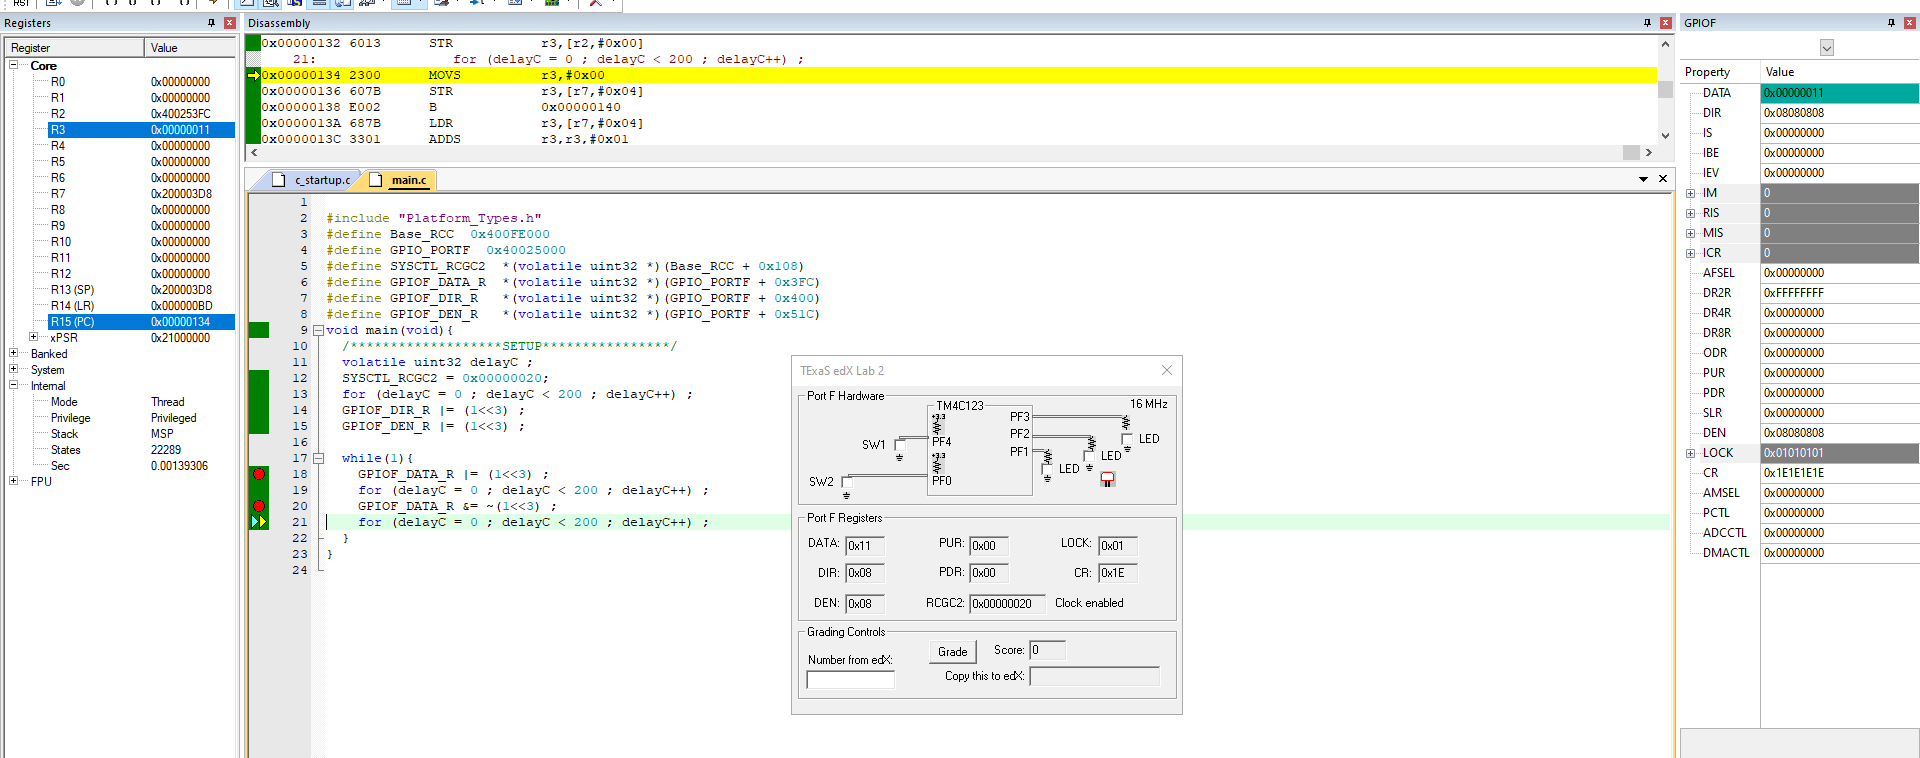 RST
Registers
Register Value
Core
R0 0x00000000
R1 0x00000000
R2 0x400253FC
R3 0x00000011
R4 0x00000000
R5 0x00000000
R6 0x00000000
R7 0x200003D8
R8 0x00000000
R9 0x00000000
R10 0x00000000
R11 0x00000000
R12 0x00000000
R13 (SP) 0x200003D8
R14 (LR) 0x000000BD
R15 (PC) 0x00000134
xPSR 0x21000000
Banked
System
Internal
Mode Thread
Privilege Privileged
Stack MSP
States 22289
Sec 0.00139306
FPU
Disassembly
0x00000132 6013 STR r3,[r2,#0x00]
21: for (delayC = 0 ; delayC < 200 ; delayC++) ;
0x00000134 2300 MOVS r3,#0x00
0x00000136 607B STR r3,[r7,#0x04]
0x00000138 E002 B 0x00000140
0x0000013A 687B LDR r3,[r7,#0x04]
0x0000013C 3301 ADDS r3,r3,#0x01
c_startup.c main.c
1
2 #include "Platform_Types.h"
3 #define Base_RCC 0x400FE000
4 #define GPIO_PORTF 0x40025000
5 #define SYSCTL_RCGC2 *(volatile uint32 *)(Base_RCC + 0x108)
6 #define GPIOF_DATA_R *(volatile uint32 *)(GPIO_PORTF + 0x3FC)
7 #define GPIOF_DIR_R *(volatile uint32 *)(GPIO_PORTF + 0x400)
8 #define GPIOF_DEN_R *(volatile uint32 *)(GPIO_PORTF + 0x51C)
9 void main(void){
10 /*******************SETUP****************/
11 volatile uint32 delayC ;
12 SYSCTL_RCGC2 = 0x00000020;
13 for (delayC = 0 ; delayC < 200 ; delayC++) ;
14 GPIOF_DIR_R |= (1<<3) ;
15 GPIOF_DEN_R |= (1<<3) ;
16
17 while(1){
18 GPIOF_DATA_R |= (1<<3) ;
19 for (delayC = 0 ; delayC < 200 ; delayC++) ;
20 GPIOF_DATA_R &= ~(1<<3) ;
21 for (delayC = 0 ; delayC < 200 ; delayC++) ;
22 }
23 }
24
TExaS edX Lab 2
Port F Hardware
TM4C123
16 MHz
+3.3
PF3
SW1
PF4
PF2
LED
+3.3
PF1
LED
LED
SW2
PF0
Port F Registers
DATA: 0x11 PUR: 0x00 LOCK: 0x01
DIR: 0x08 PDR: 0x00 CR: 0x1E
DEN: 0x08 RCGC2: 0x00000020 Clock enabled
Grading Controls
Number from edX:
Grade Score: 0
Copy this to edX:
GPIOF
Property Value
DATA 0x00000011
DIR 0x08080808
IS 0x00000000
IBE 0x00000000
IEV 0x00000000
IM 0
RIS 0
MIS 0
ICR 0
AFSEL 0x00000000
DR2R 0xFFFFFFFF
DR4R 0x00000000
DR8R 0x00000000
ODR 0x00000000
PUR 0x00000000
PDR 0x00000000
SLR 0x00000000
DEN 0x08080808
LOCK 0x01010101
CR 0x1E1E1E1E
AMSEL 0x00000000
PCTL 0x00000000
ADCCTL 0x00000000
DMACTL 0x00000000